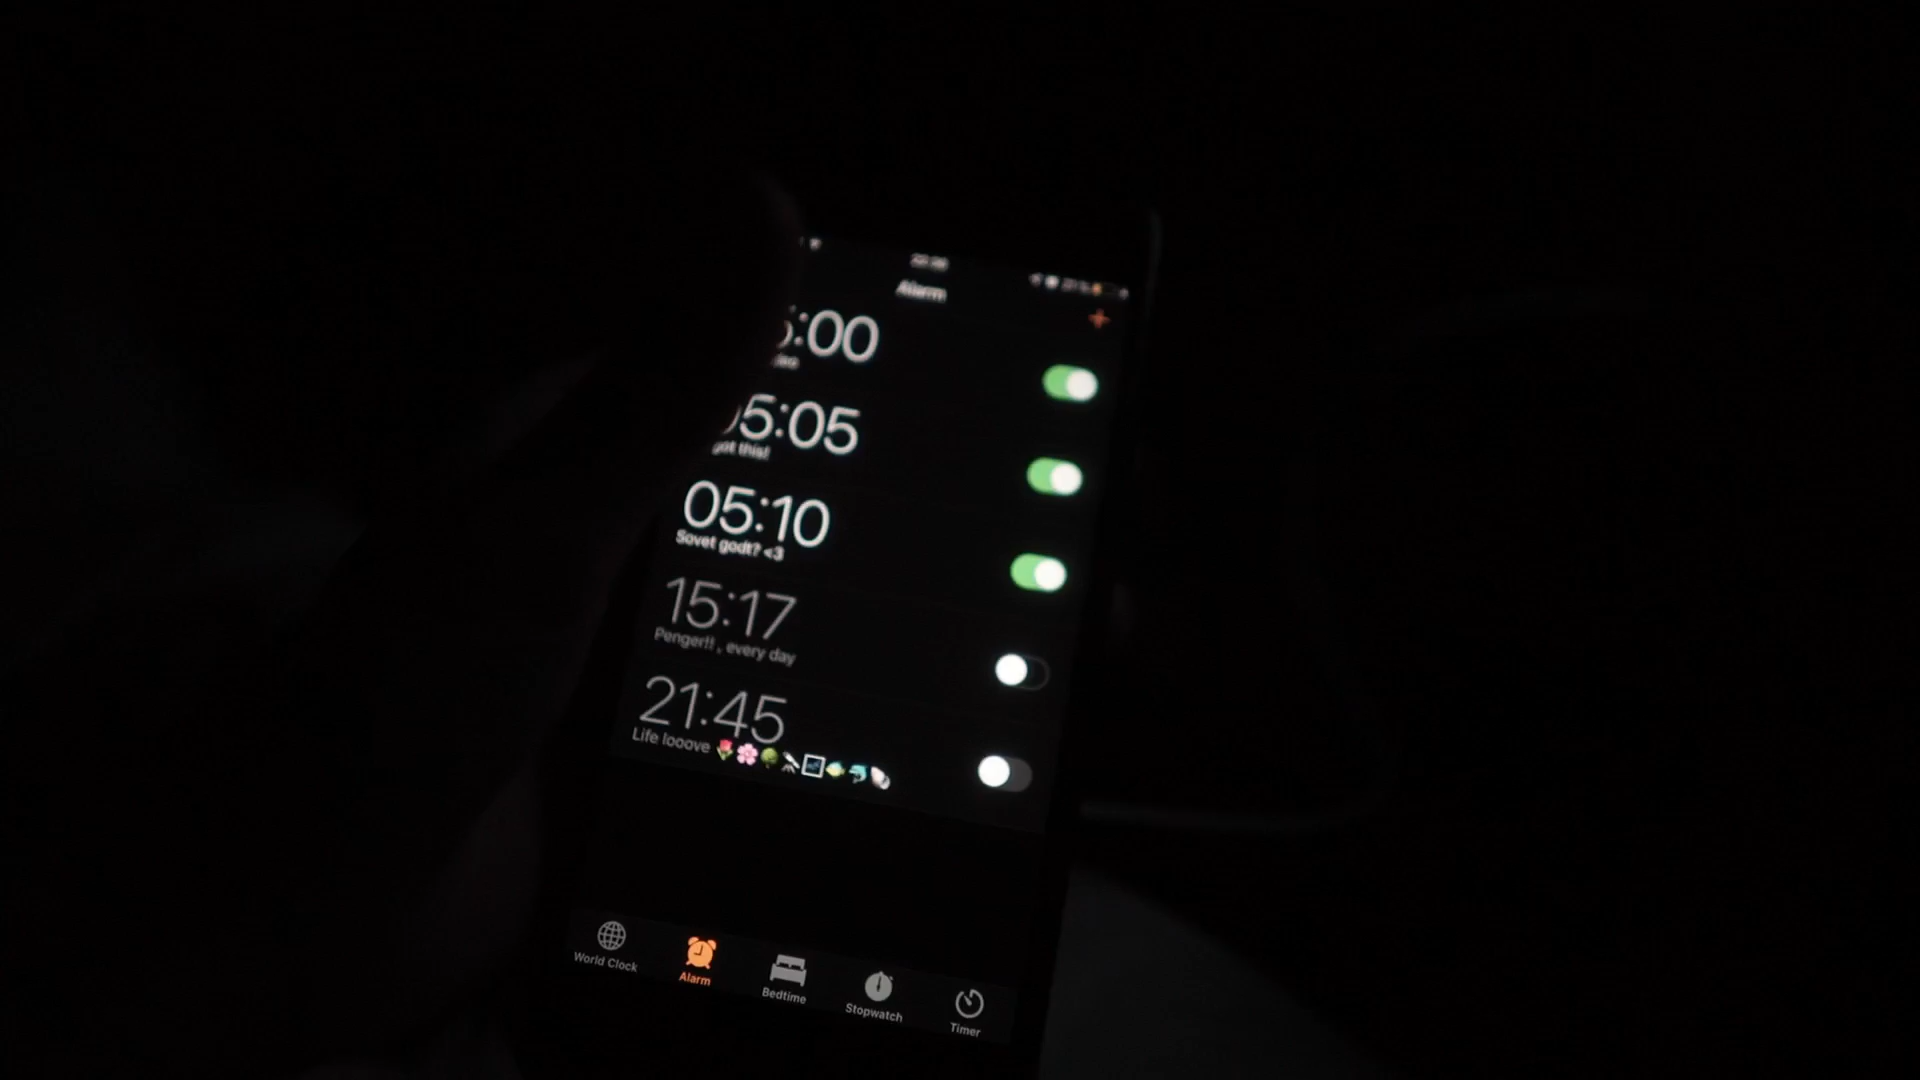 Alarm
:00
5:05
got this!
05:10
Sovet godt? <3
15:17
Penger!!, every day
21:45
Life looove 🌷🌸🌳
World Clock
Alarm
Bedtime
Stopwatch
Timer